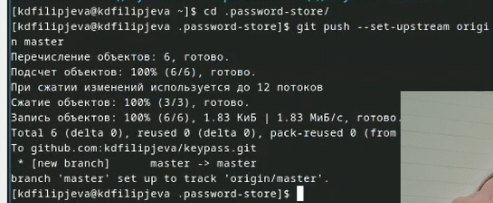 [kdfilipjeva@kdfilipjeva ~]$ cd .password-store/
[kdfilipjeva@kdfilipjeva .password-store]$ git push --set-upstream origi
n master
Перечисление объектов: 6, готово.
Подсчет объектов: 100% (6/6), готово.
При сжатии изменений используется до 12 потоков
Сжатие объектов: 100% (3/3), готово.
Запись объектов: 100% (6/6), 1.83 КиБ | 1.83 МиБ/с, готово.
Total 6 (delta 0), reused 0 (delta 0), pack-reused 0 (from
To github.com:kdfilipjeva/keypass.git
 * [new branch]      master -> master
branch 'master' set up to track 'origin/master'.
[kdfilipjeva@kdfilipjeva .password-store]$